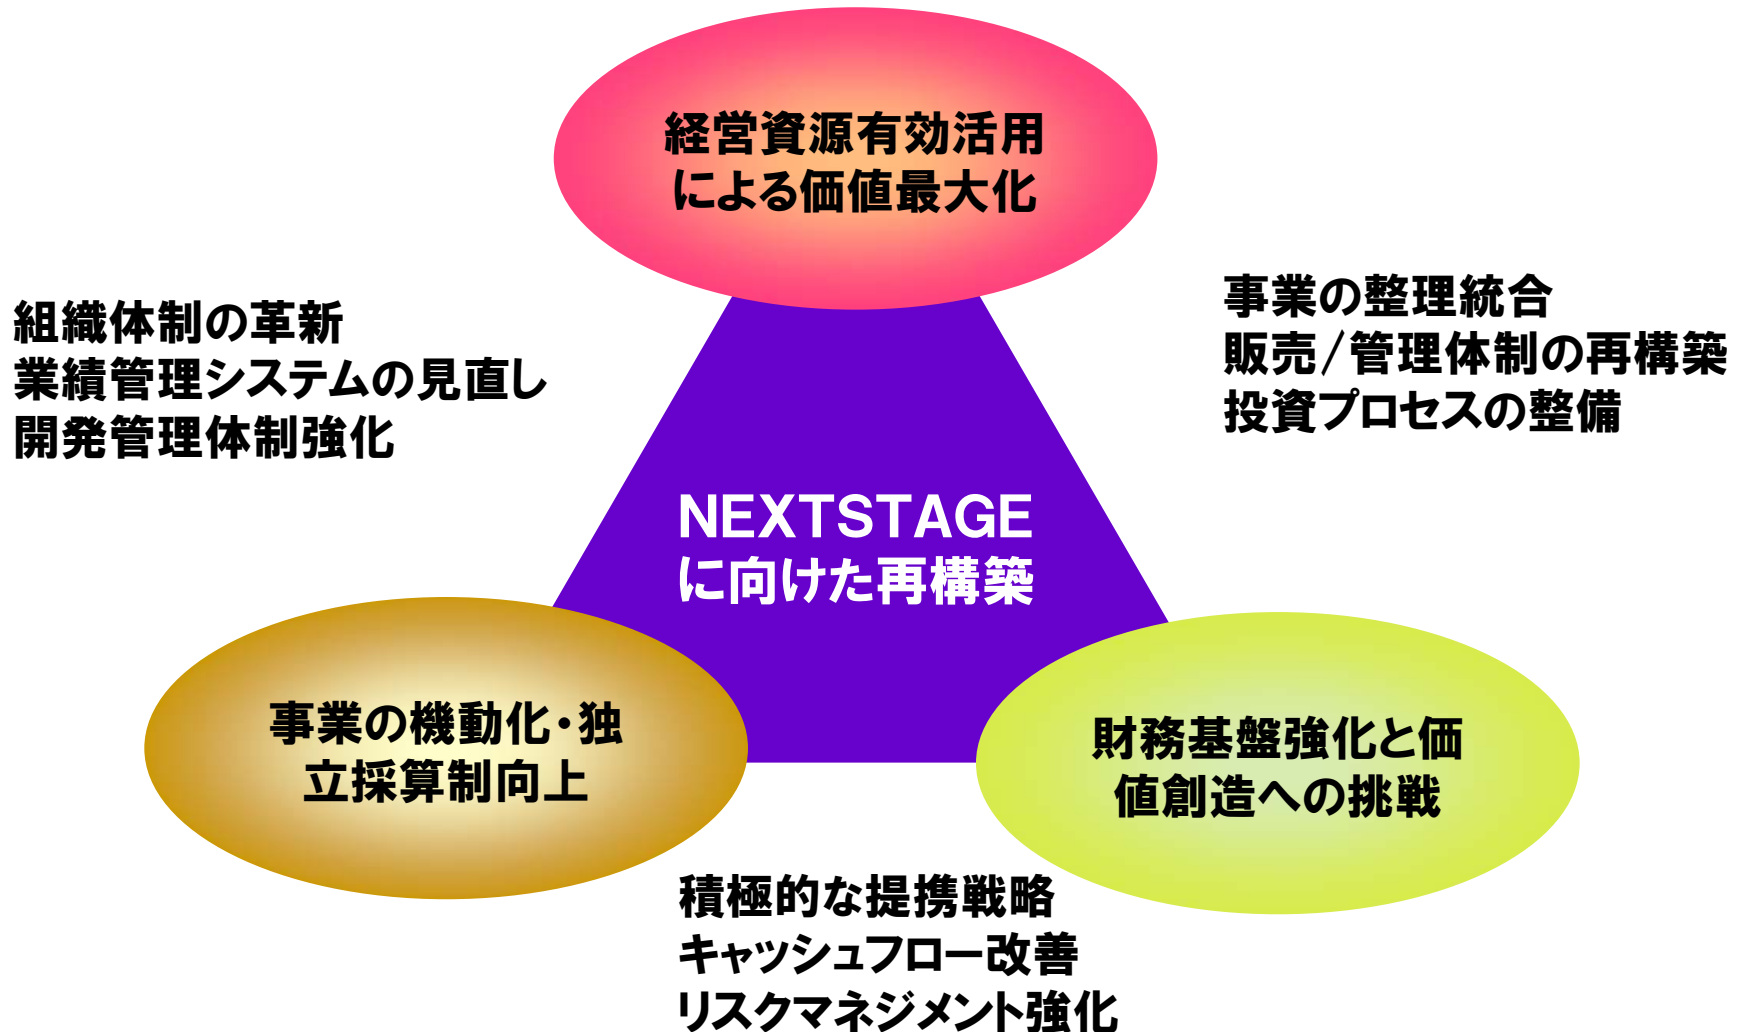 経営資源有効活用
による価値最大化
組織体制の革新
業績管理システムの見直し
開発管理体制強化
事業の整理統合
販売/管理体制の再構築
投資プロセスの整備
NEXTSTAGE
に向けた再構築
事業の機動化・独
立採算制向上
財務基盤強化と価
値創造への挑戦
積極的な提携戦略
キャッシュフロー改善
リスクマネジメント強化